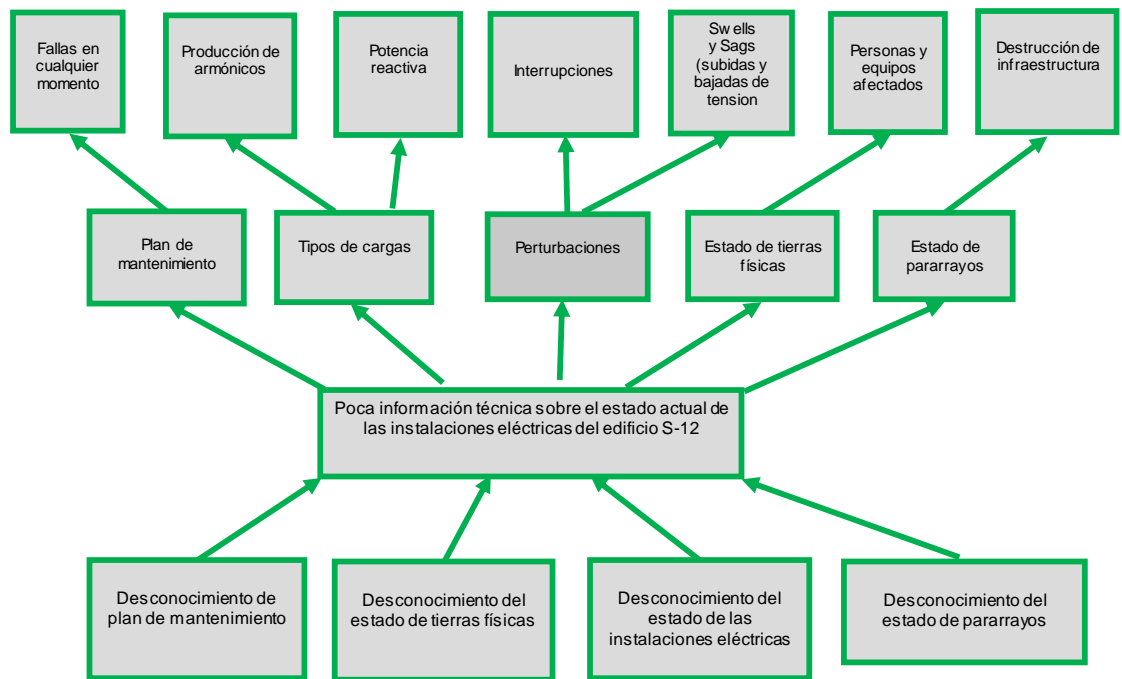 Fallas en
cualquier
momento
Producción de
armónicos
Potencia
reactiva
Interrupciones
Swells
y Sags
(subidas y
bajadas de
tension
Personas y
equipos
afectados
Destrucción de
infraestructura
Plan de
mantenimiento
Tipos de cargas
Perturbaciones
Estado de tierras
físicas
Estado de
pararrayos
Poca información técnica sobre el estado actual de
las instalaciones eléctricas del edificio S-12
Desconocimiento de
plan de mantenimiento
Desconocimiento del
estado de tierras físicas
Desconocimiento del
estado de las
instalaciones eléctricas
Desconocimiento del
estado de pararrayos